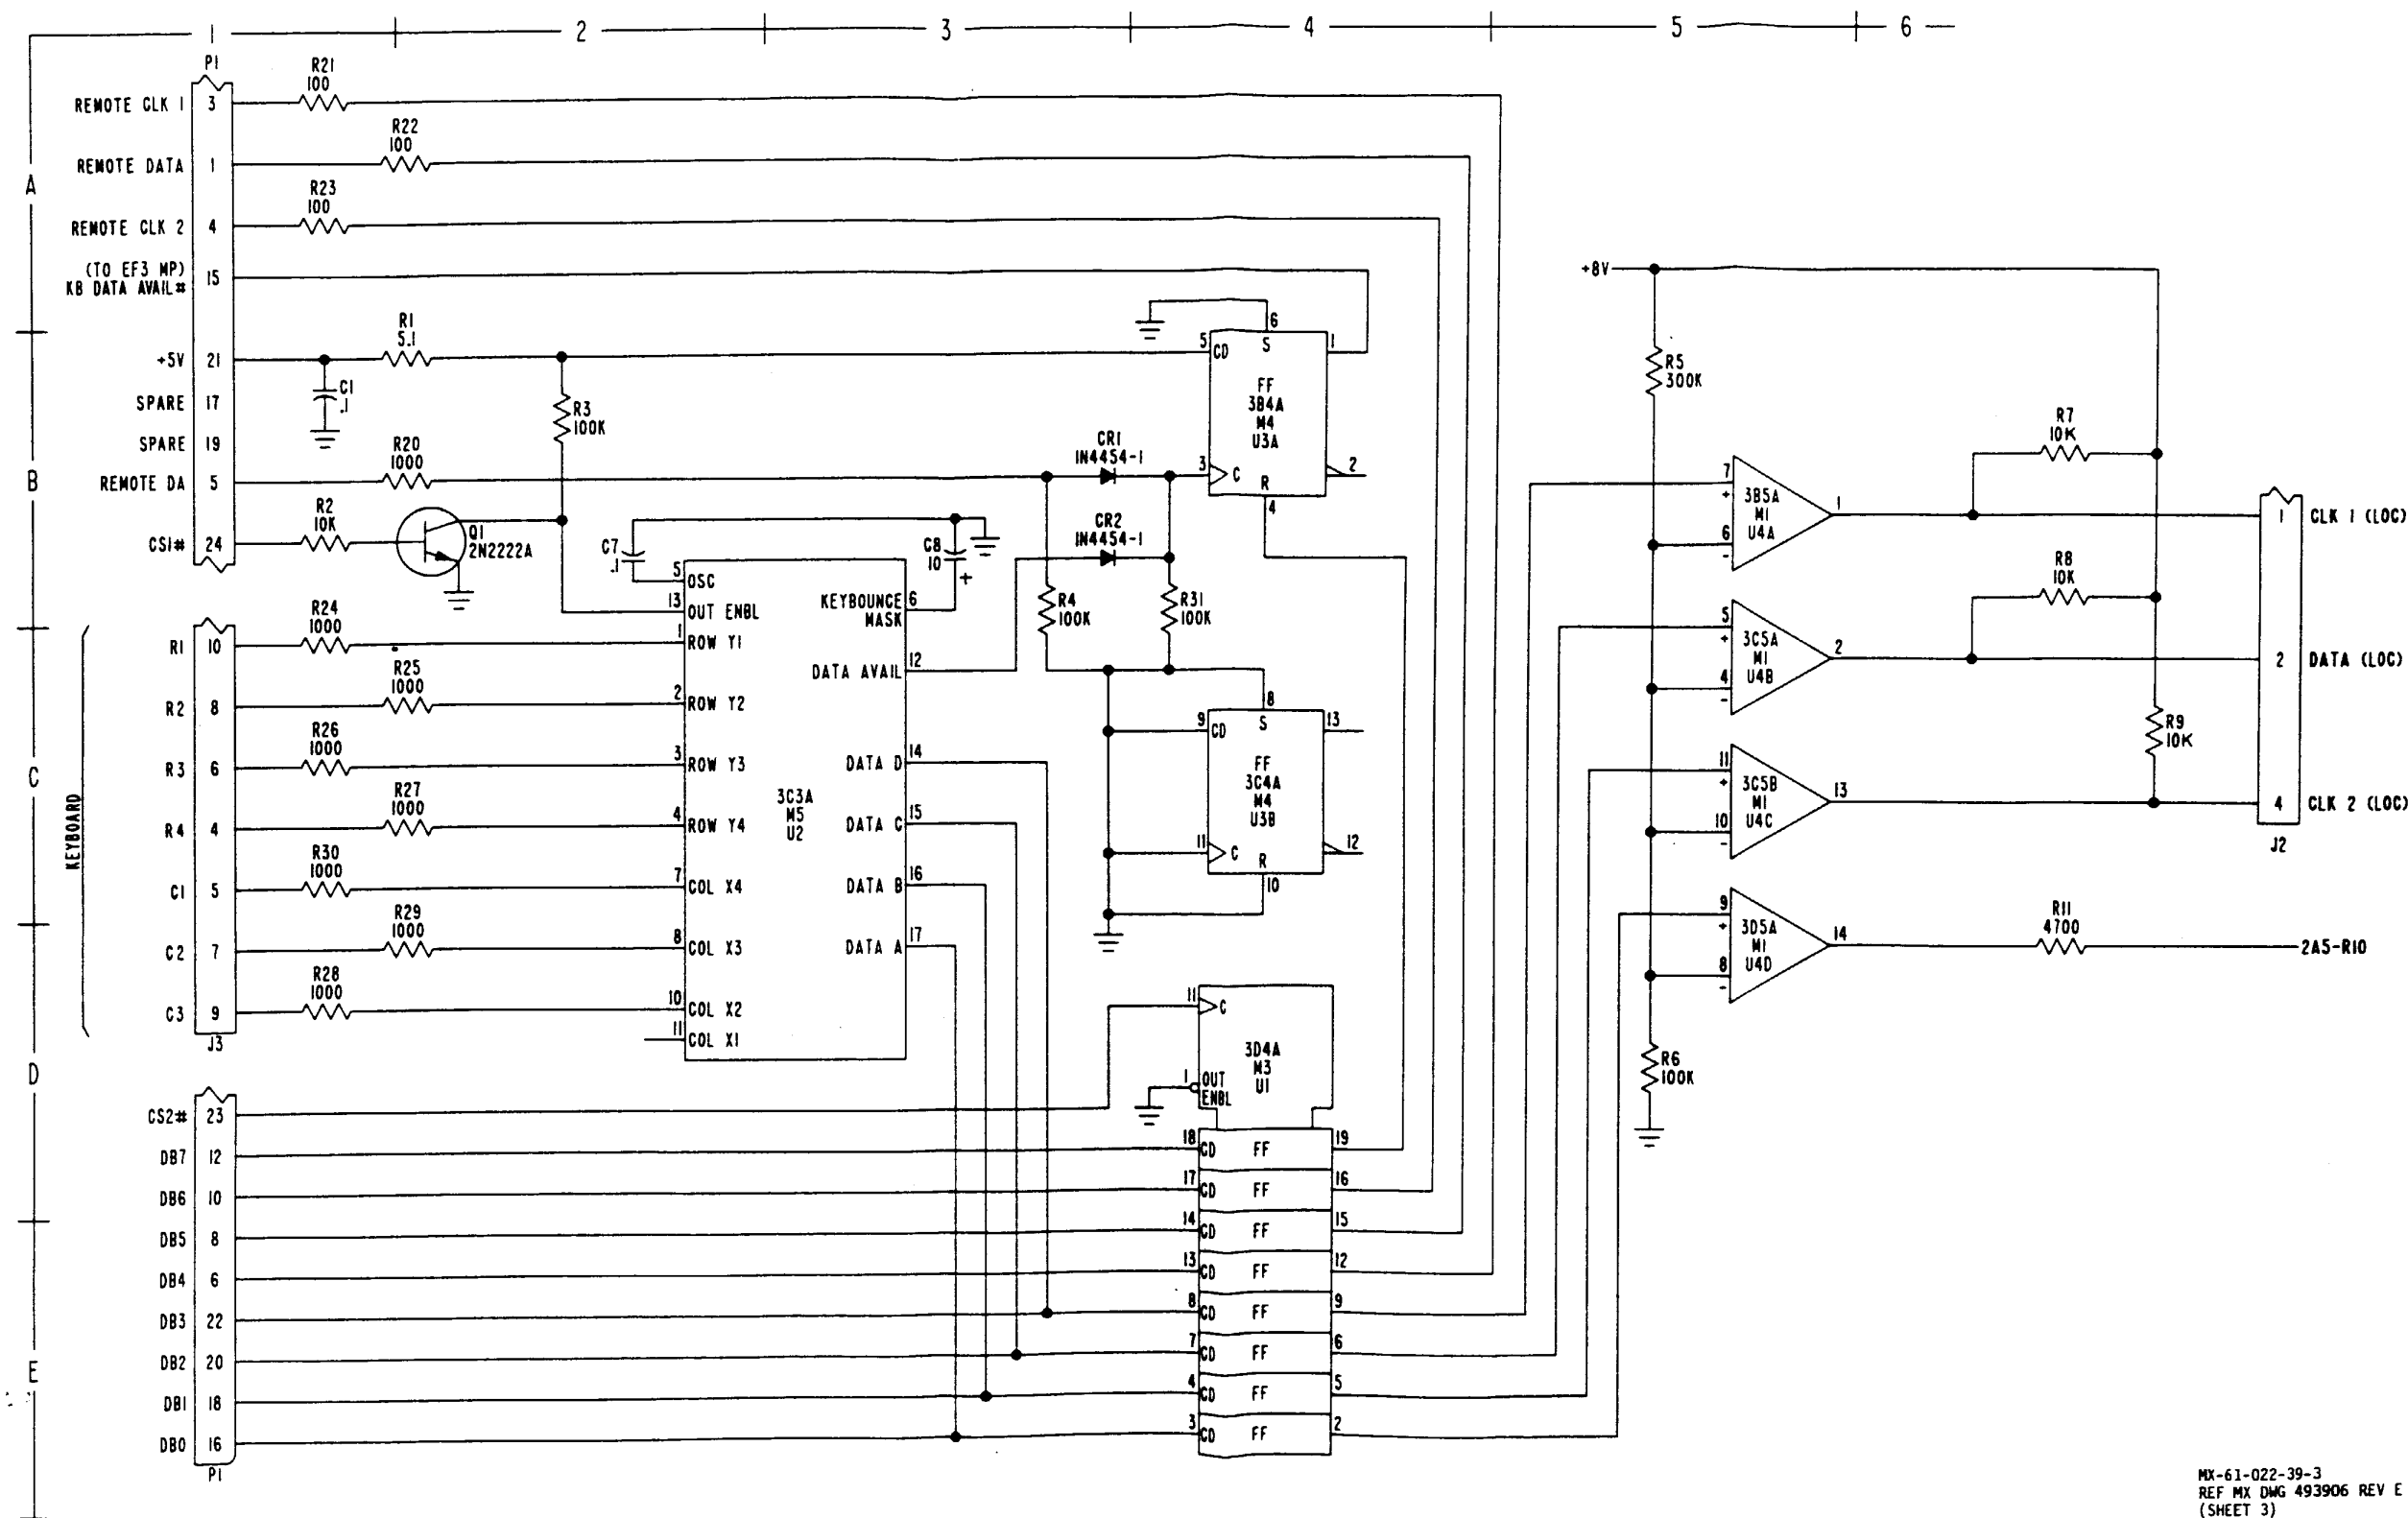 1 2 3 4 5 6
A
B
C
D
E
P1
REMOTE CLK 1 3
R21
100
REMOTE DATA 1
R22
100
REMOTE CLK 2 4
R23
100
(TO EF3 MP)
KB DATA AVAIL# 15
+5V 21
R1
5.1
C1
.1
SPARE 17
SPARE 19
REMOTE DA 5
R20
1000
CS1# 24
R2
10K
Q1
2N2222A
R3
100K
KEYBOARD
R1 10
R24
1000
R2 8
R25
1000
R3 6
R26
1000
R4 4
R27
1000
C1 5
R30
1000
C2 7
R29
1000
C3 9
R28
1000
J3
C7
.1
C8
10
+
5 OSC
13 OUT ENBL
1 ROW Y1
2 ROW Y2
3 ROW Y3
4 ROW Y4
7 COL X4
8 COL X3
10 COL X2
11 COL X1
3C3A
M5
U2
KEYBOUNCE
MASK 6
DATA AVAIL 12
DATA D 14
DATA C 15
DATA B 16
DATA A 17
CR1
1N4454-1
CR2
1N4454-1
R4
100K
R31
100K
6
5 CD S 1
FF
3B4A
M4
U3A
3 C 2
R
4
8
9 CD S 13
FF
3C4A
M4
U3B
11 C 12
R
10
11 C
3D4A
M3
U1
1 OUT
ENBL
18 CD FF 19
17 CD FF 16
14 CD FF 15
13 CD FF 12
8 CD FF 9
7 CD FF 6
4 CD FF 5
3 CD FF 2
CS2# 23
DB7 12
DB6 10
DB5 8
DB4 6
DB3 22
DB2 20
DB1 18
DB0 16
P1
+8V
R5
300K
R6
100K
7
+
3B5A
M1
U4A
6
-
1
5
+
3C5A
M1
U4B
4
-
2
11
+
3C5B
M1
U4C
10
-
13
9
+
3D5A
M1
U4D
8
-
14
R7
10K
R8
10K
R9
10K
R11
4700
2A5-R10
1 CLK 1 (LOC)
2 DATA (LOC)
4 CLK 2 (LOC)
J2
MX-61-022-39-3
REF MX DWG 493906 REV E
(SHEET 3)